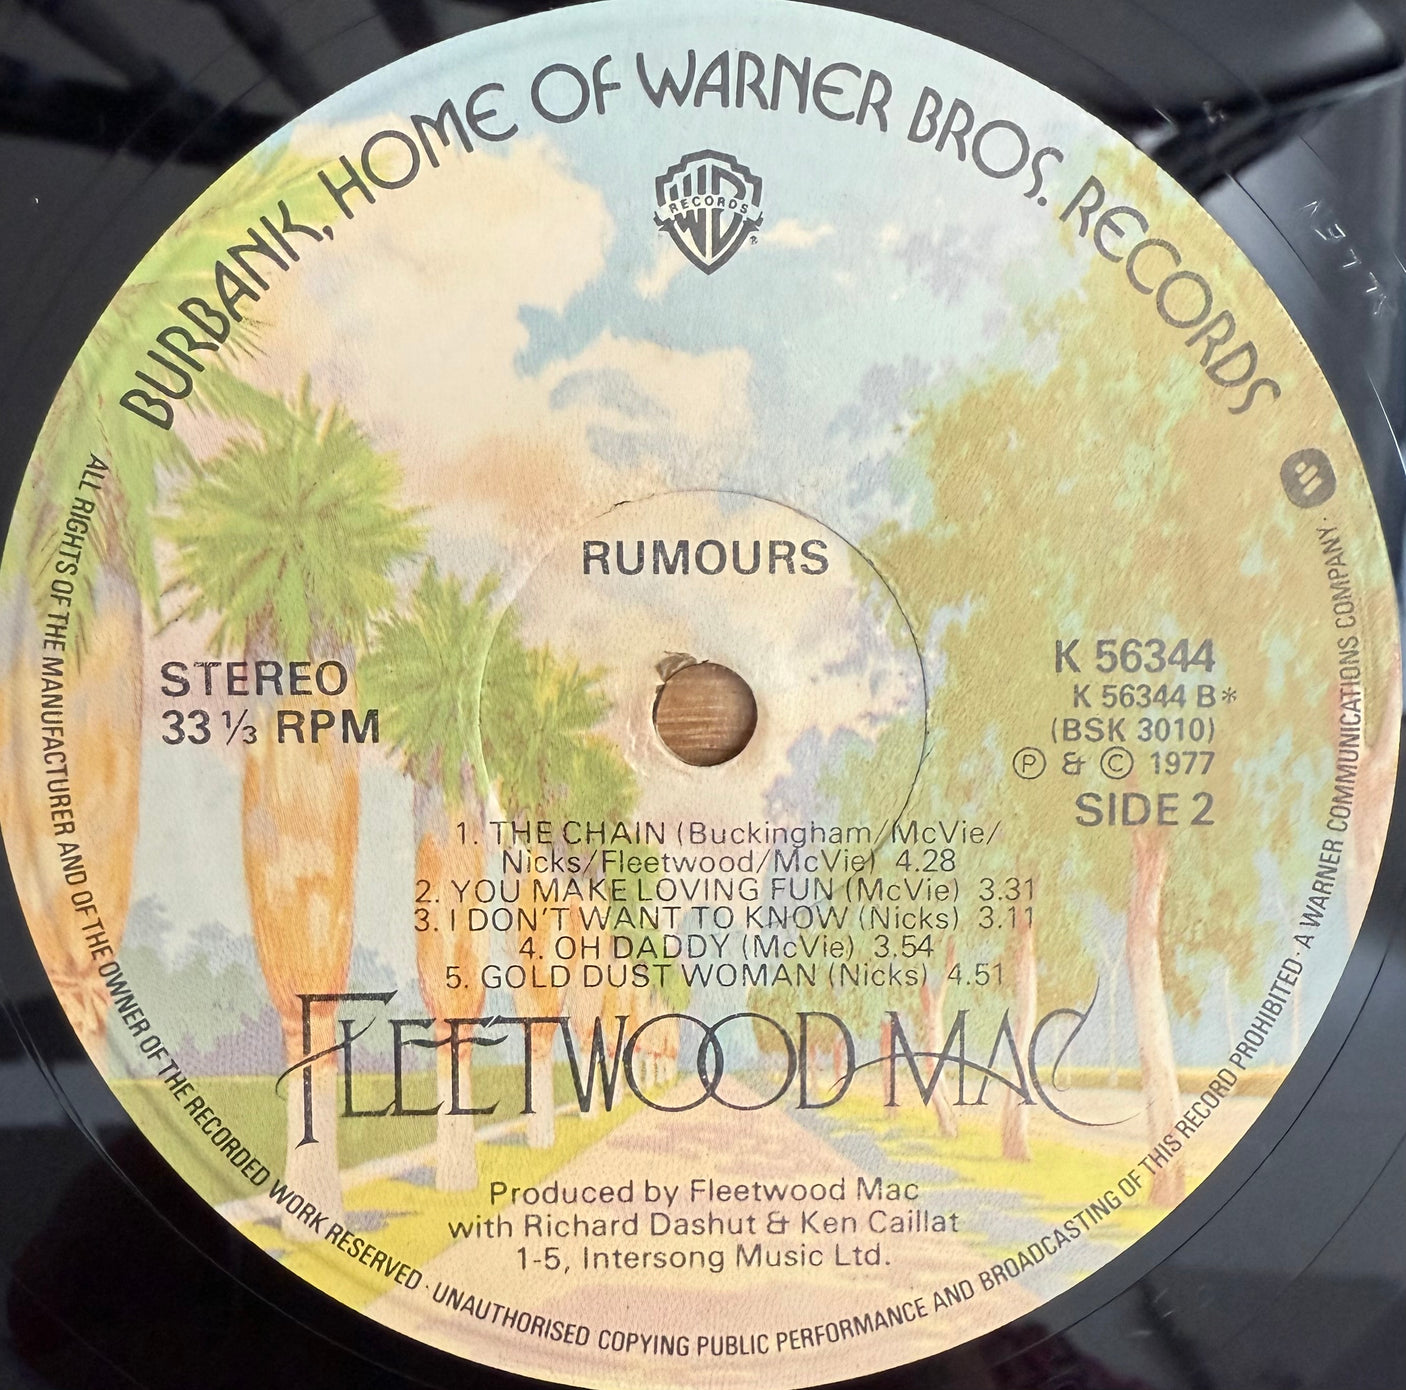 BURBANK, HOME OF WARNER BROS. RECORDS
WB
RECORDS
®
RUMOURS
STEREO
33 ⅓ RPM
K 56344
K 56344 B*
(BSK 3010)
Ⓟ & © 1977
SIDE 2
1. THE CHAIN (Buckingham/McVie/
Nicks/Fleetwood/McVie) 4.28
2. YOU MAKE LOVING FUN (McVie) 3.31
3. I DON'T WANT TO KNOW (Nicks) 3.11
4. OH DADDY (McVie) 3.54
5. GOLD DUST WOMAN (Nicks) 4.51
FLEETWOOD MAC
Produced by Fleetwood Mac
with Richard Dashut & Ken Caillat
1-5, Intersong Music Ltd.
ALL RIGHTS OF THE MANUFACTURER AND OF THE OWNER OF THE RECORDED WORK RESERVED · UNAUTHORISED COPYING PUBLIC PERFORMANCE AND BROADCASTING OF THIS RECORD PROHIBITED · A WARNER COMMUNICATIONS COMPANY ·